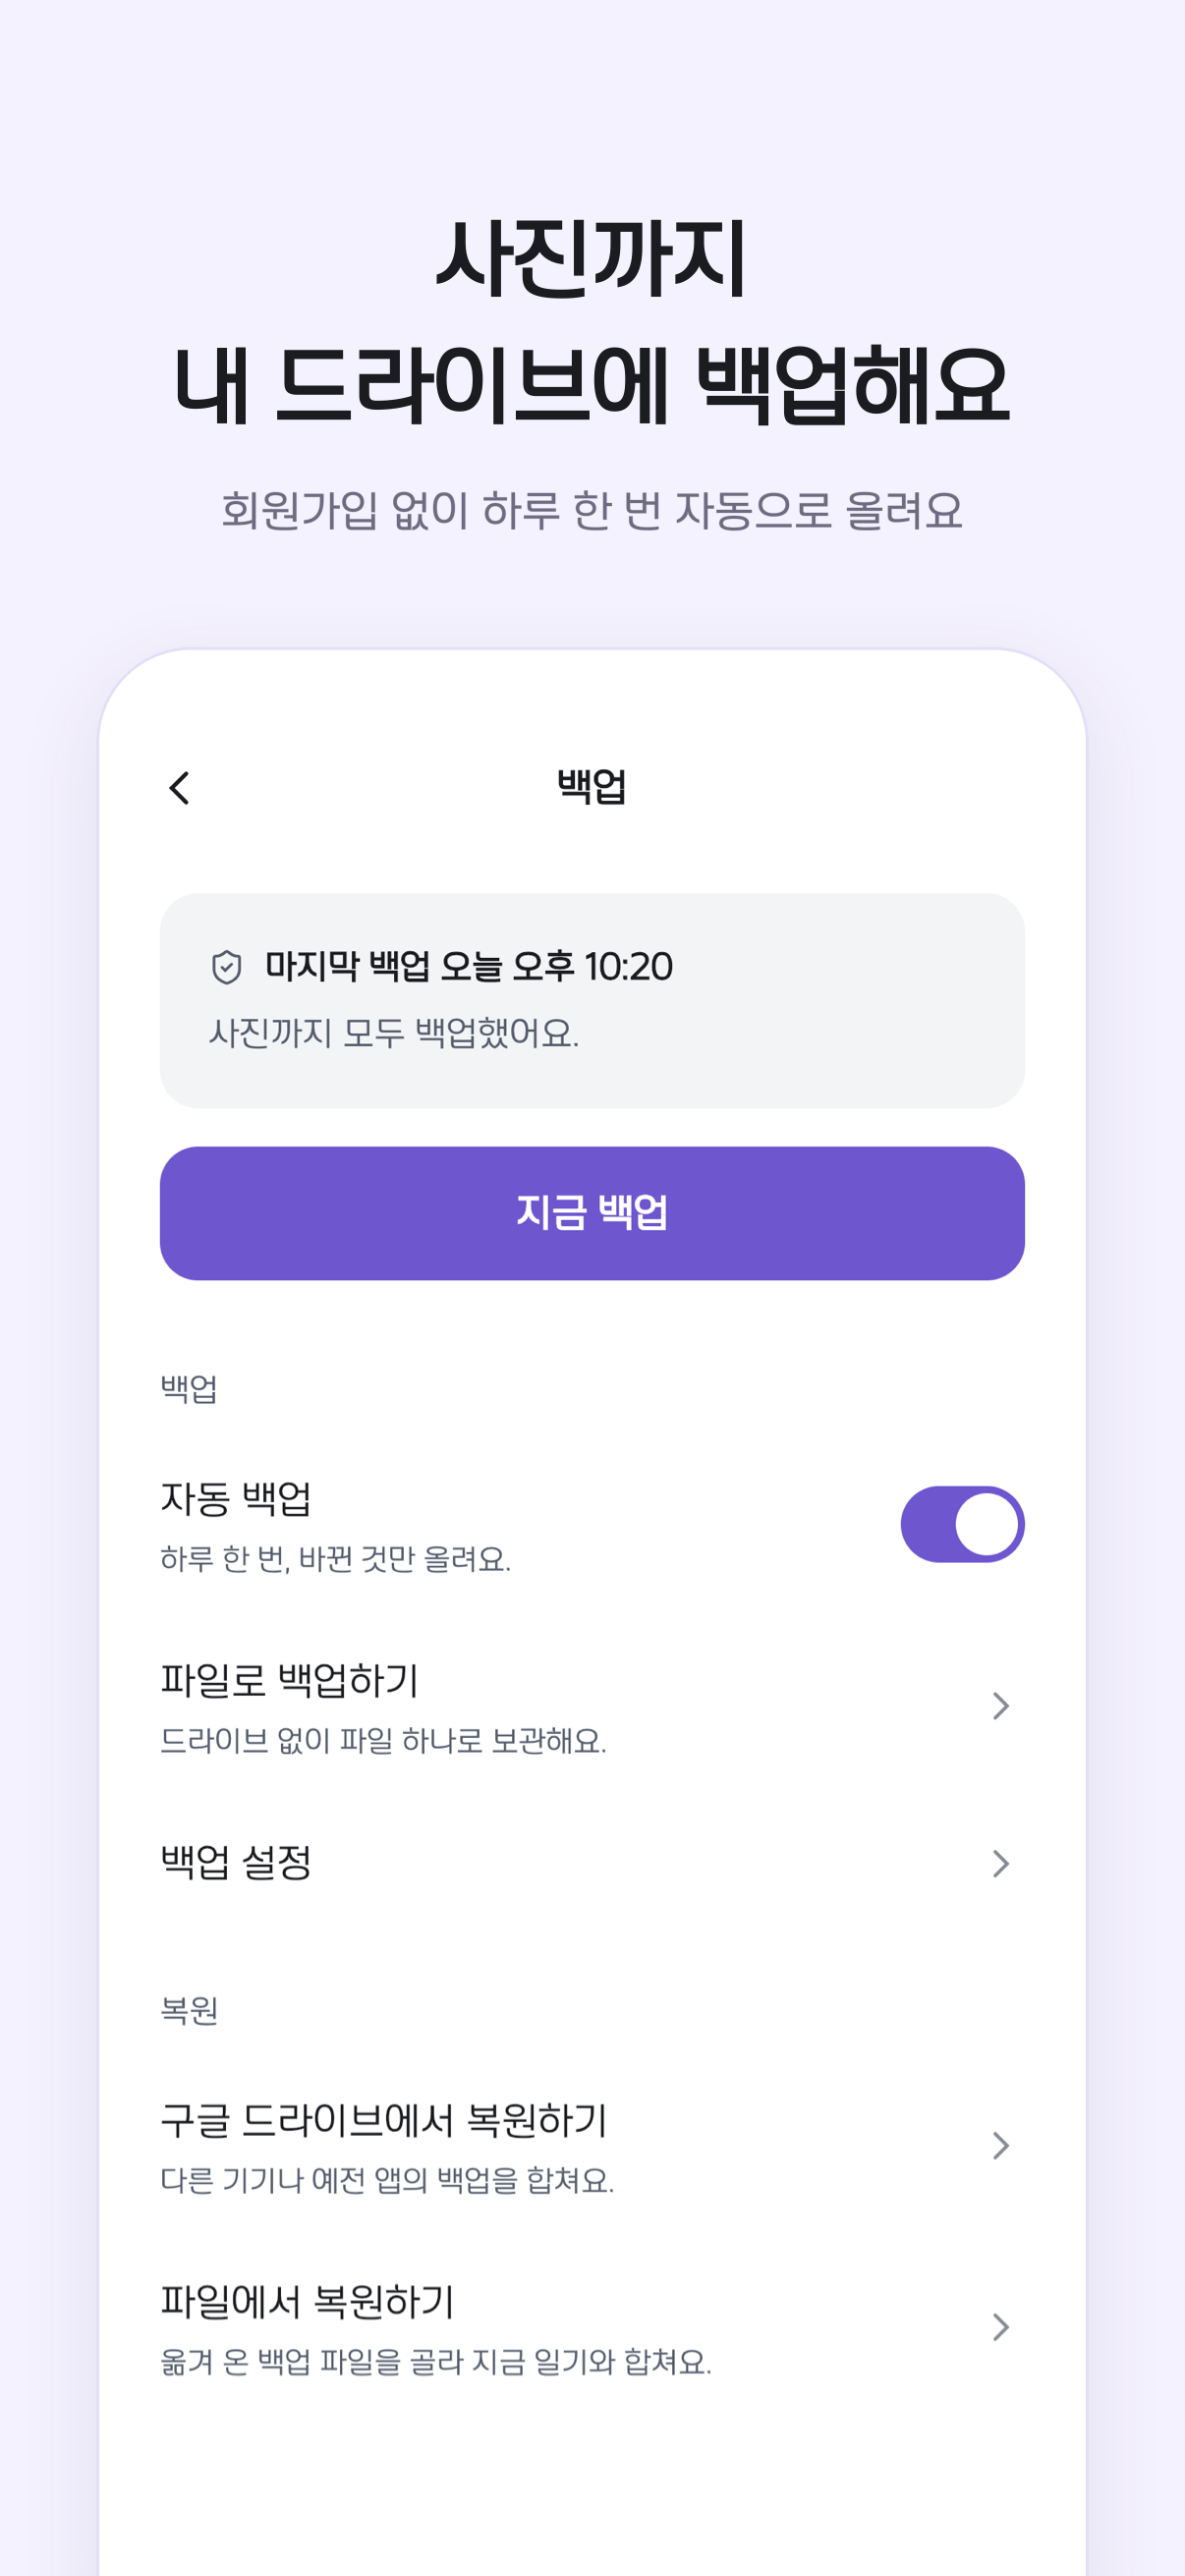 사진까지
내 드라이브에 백업해요
회원가입 없이 하루 한 번 자동으로 올려요
백업
마지막 백업 오늘 오후 10:20
사진까지 모두 백업했어요.
지금 백업
백업
자동 백업
하루 한 번, 바뀐 것만 올려요.
파일로 백업하기
드라이브 없이 파일 하나로 보관해요.
백업 설정
복원
구글 드라이브에서 복원하기
다른 기기나 예전 앱의 백업을 합쳐요.
파일에서 복원하기
옮겨 온 백업 파일을 골라 지금 일기와 합쳐요.